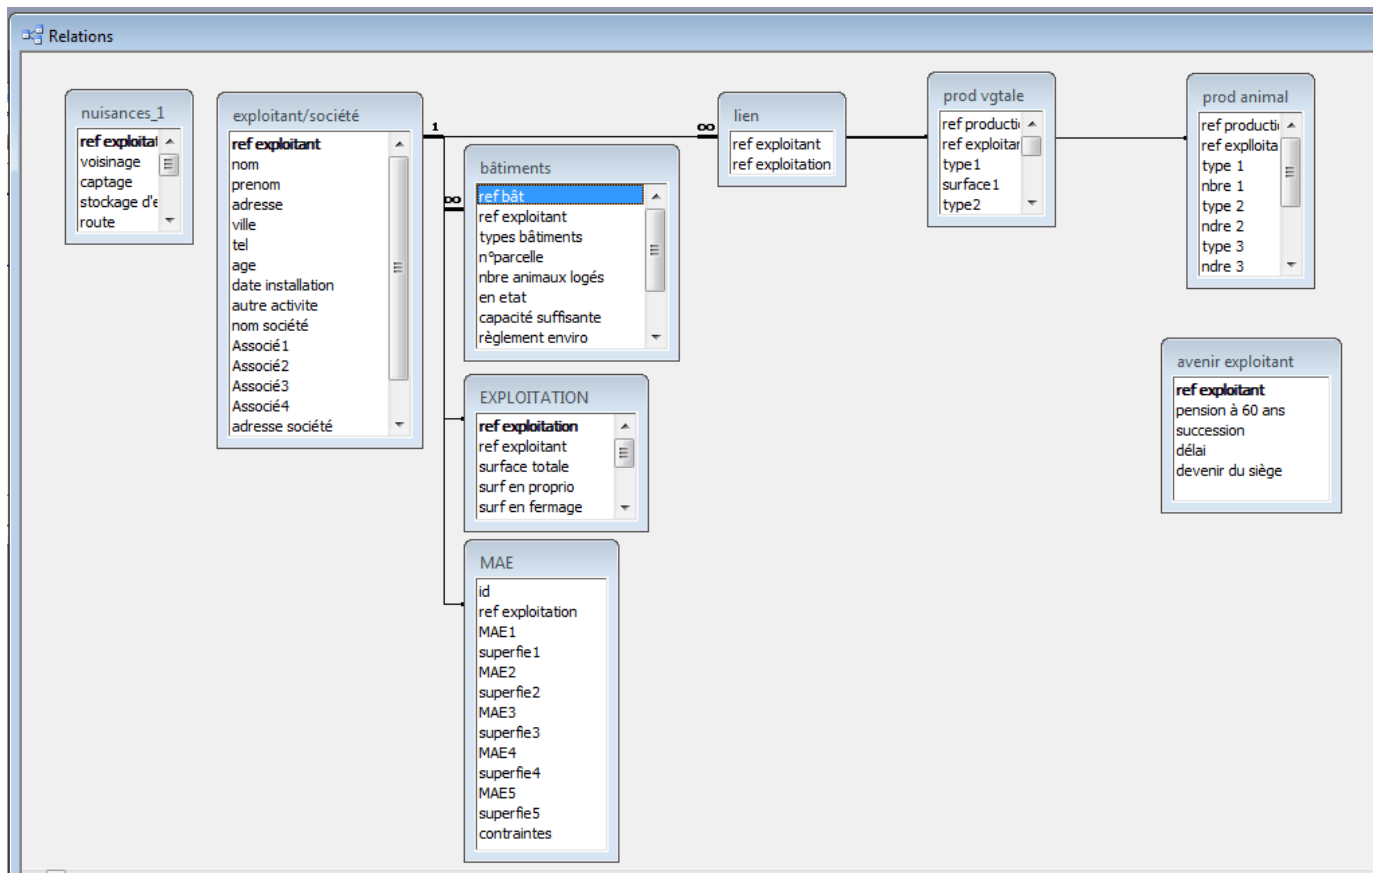 Relations
nuisances_1
ref exploitat
voisinage
captage
stockage d'e
route
exploitant/société
ref exploitant
nom
prenom
adresse
ville
tel
age
date installation
autre activite
nom société
Associé1
Associé2
Associé3
Associé4
adresse société
1
∞
∞
bâtiments
ref bât
ref exploitant
types bâtiments
n°parcelle
nbre animaux logés
en etat
capacité suffisante
règlement enviro
EXPLOITATION
ref exploitation
ref exploitant
surface totale
surf en proprio
surf en fermage
MAE
id
ref exploitation
MAE1
superfie1
MAE2
superfie2
MAE3
superfie3
MAE4
superfie4
MAE5
superfie5
contraintes
lien
ref exploitant
ref exploitation
prod vgtale
ref producti
ref exploitar
type1
surface1
type2
prod animal
ref producti
ref explloita
type 1
nbre 1
type 2
ndre 2
type 3
ndre 3
avenir exploitant
ref exploitant
pension à 60 ans
succession
délai
devenir du siège